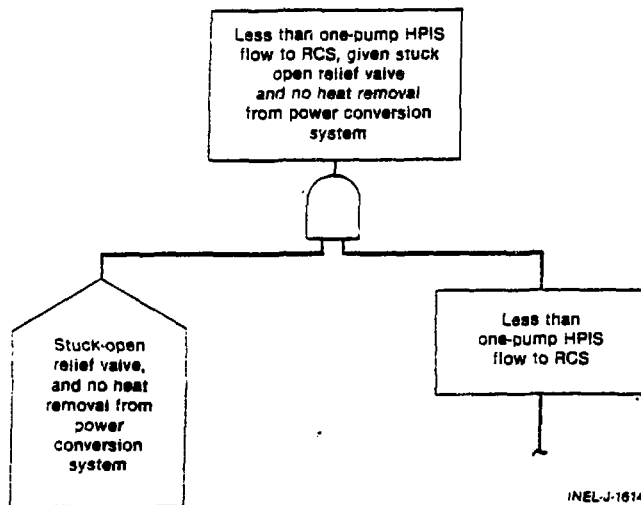 Less than one-pump HPIS
flow to RCS, given stuck
open relief valve
and no heat removal
from power conversion
system
Stuck-open
relief valve,
and no heat
removal from
power
conversion
system
Less than
one-pump HPIS
flow to RCS
INEL-J-1614